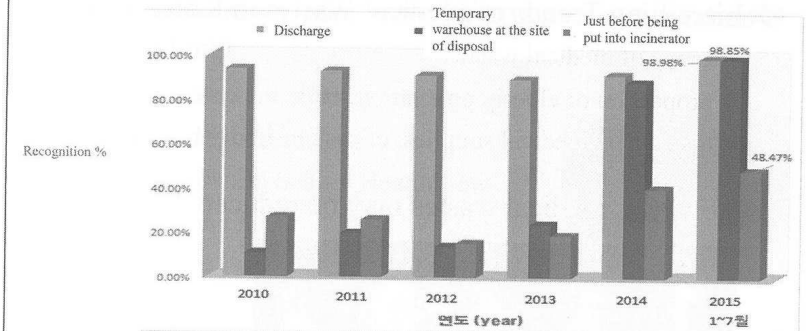 Discharge
Temporary
warehouse at the site
of disposal
Just before being
put into incinerator
100.00%
80.00%
60.00%
40.00%
20.00%
0.00%
Recognition %
98.98%
98.85%
48.47%
2010
2011
2012
2013
2014
2015
1~7월
연도 (year)